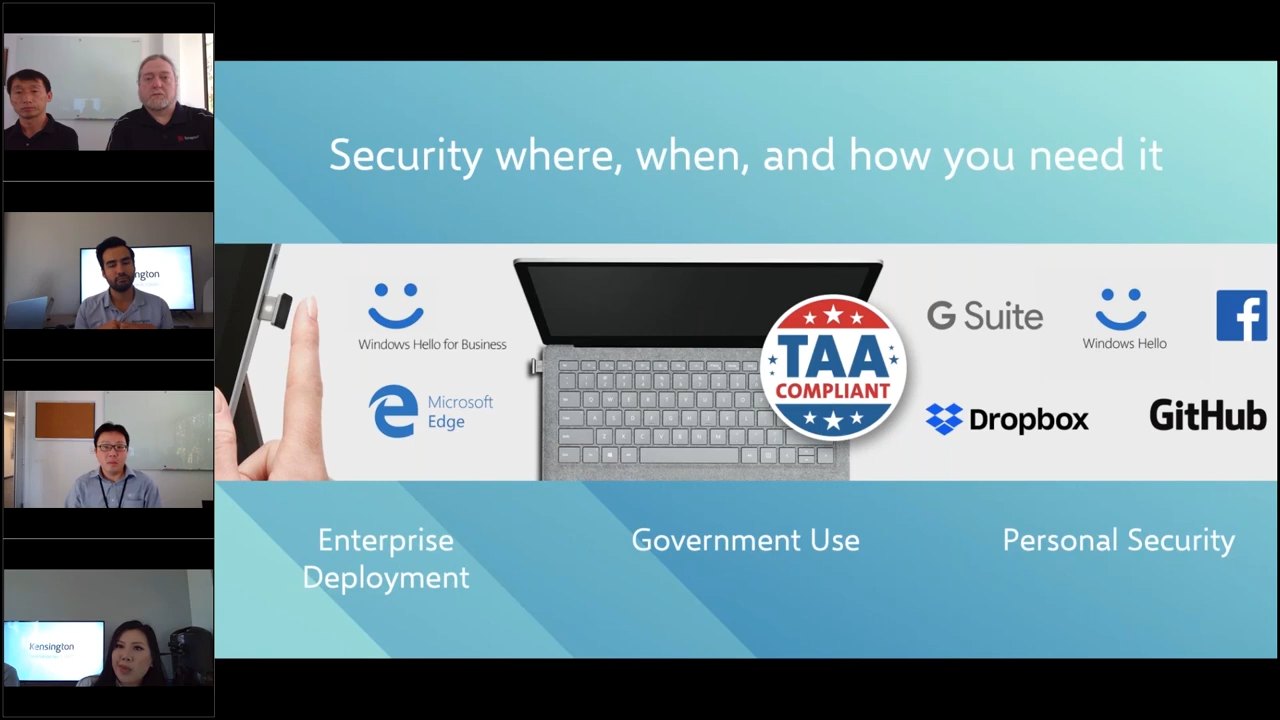 Security where, when, and how you need it
Windows Hello for Business
Microsoft
Edge
TAA
COMPLIANT
G Suite
Windows Hello
Dropbox
GitHub
Enterprise
Deployment
Government Use
Personal Security
ngton
Kensington